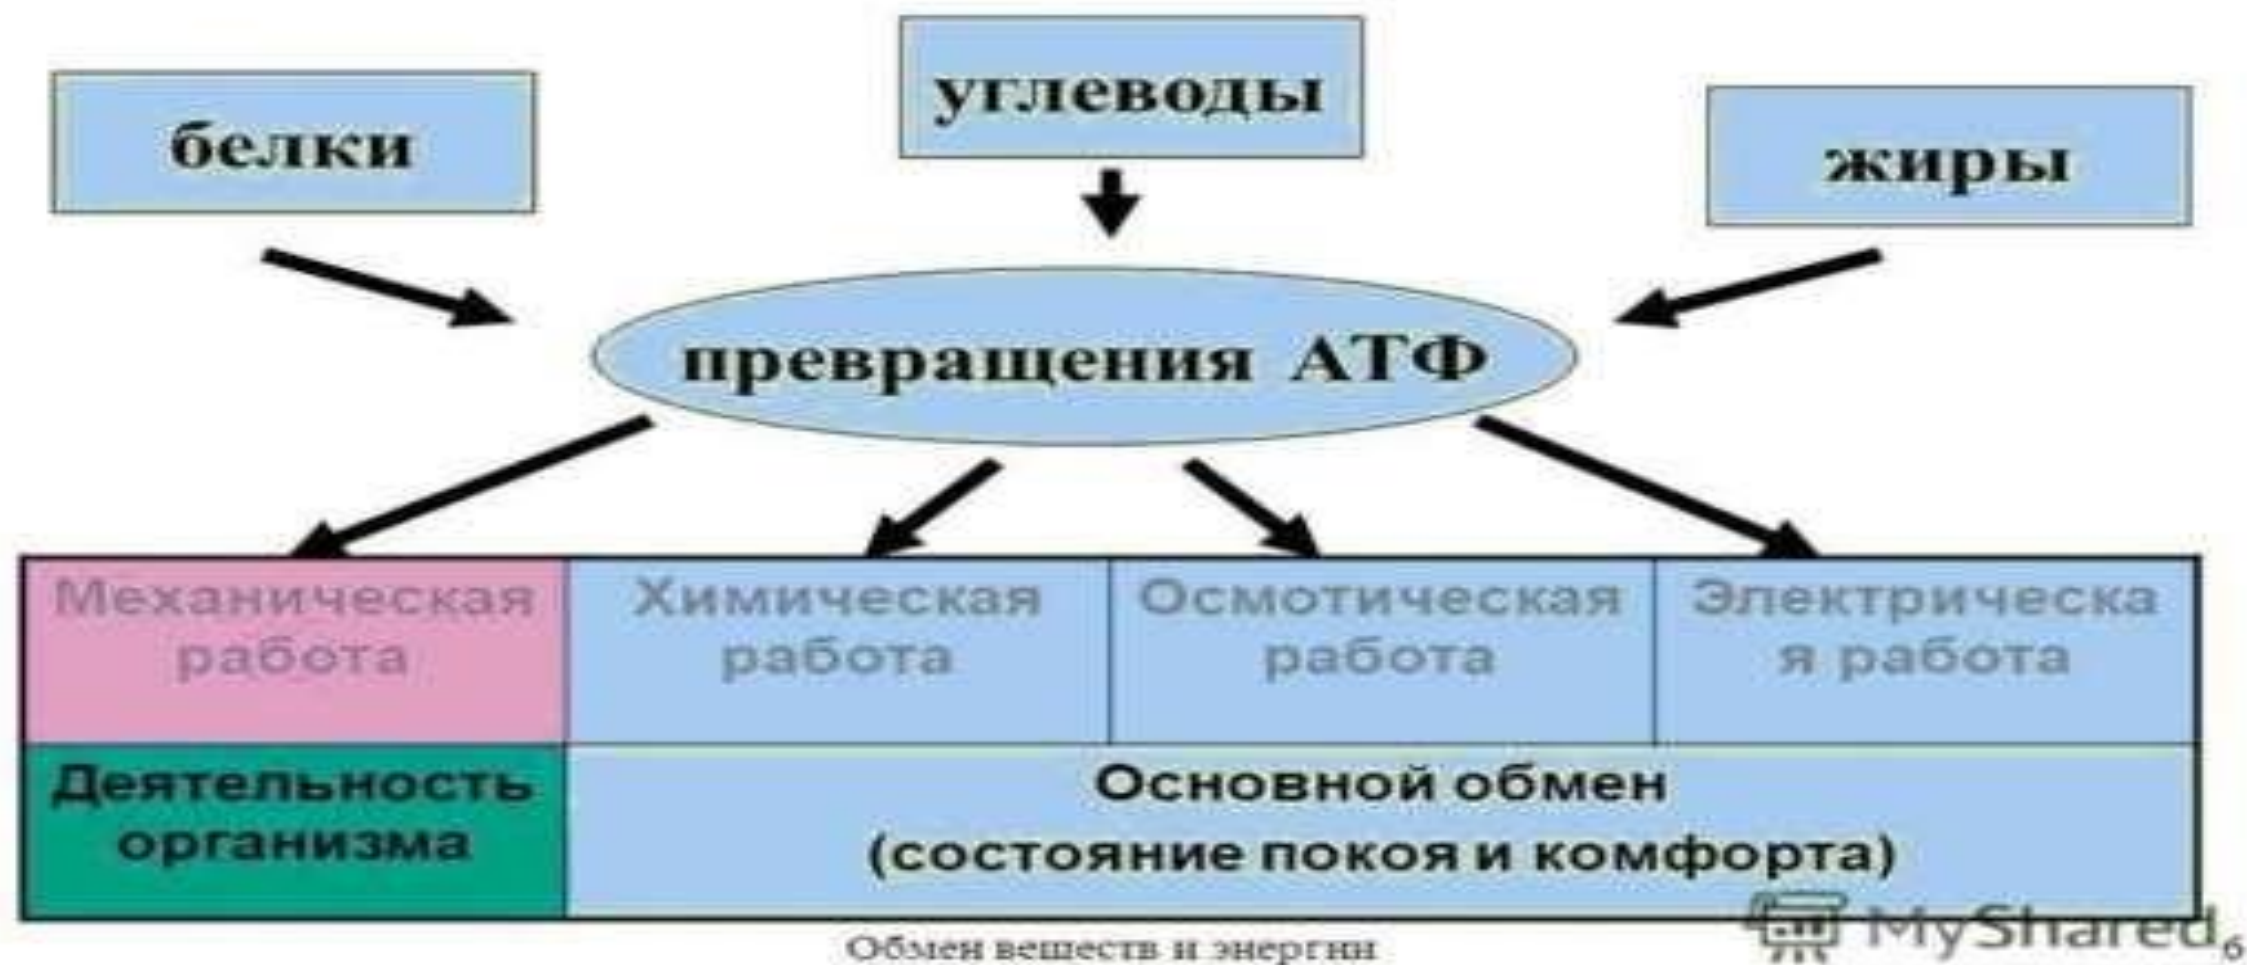 углеводы
белки
жиры
превращения АТФ
Механическая
работа
Химическая
работа
Осмотическая
работа
Электрическа
я работа
Деятельность
организма
Основной обмен
(состояние покоя и комфорта)
Обмен веществ и энергии
MyShared
6